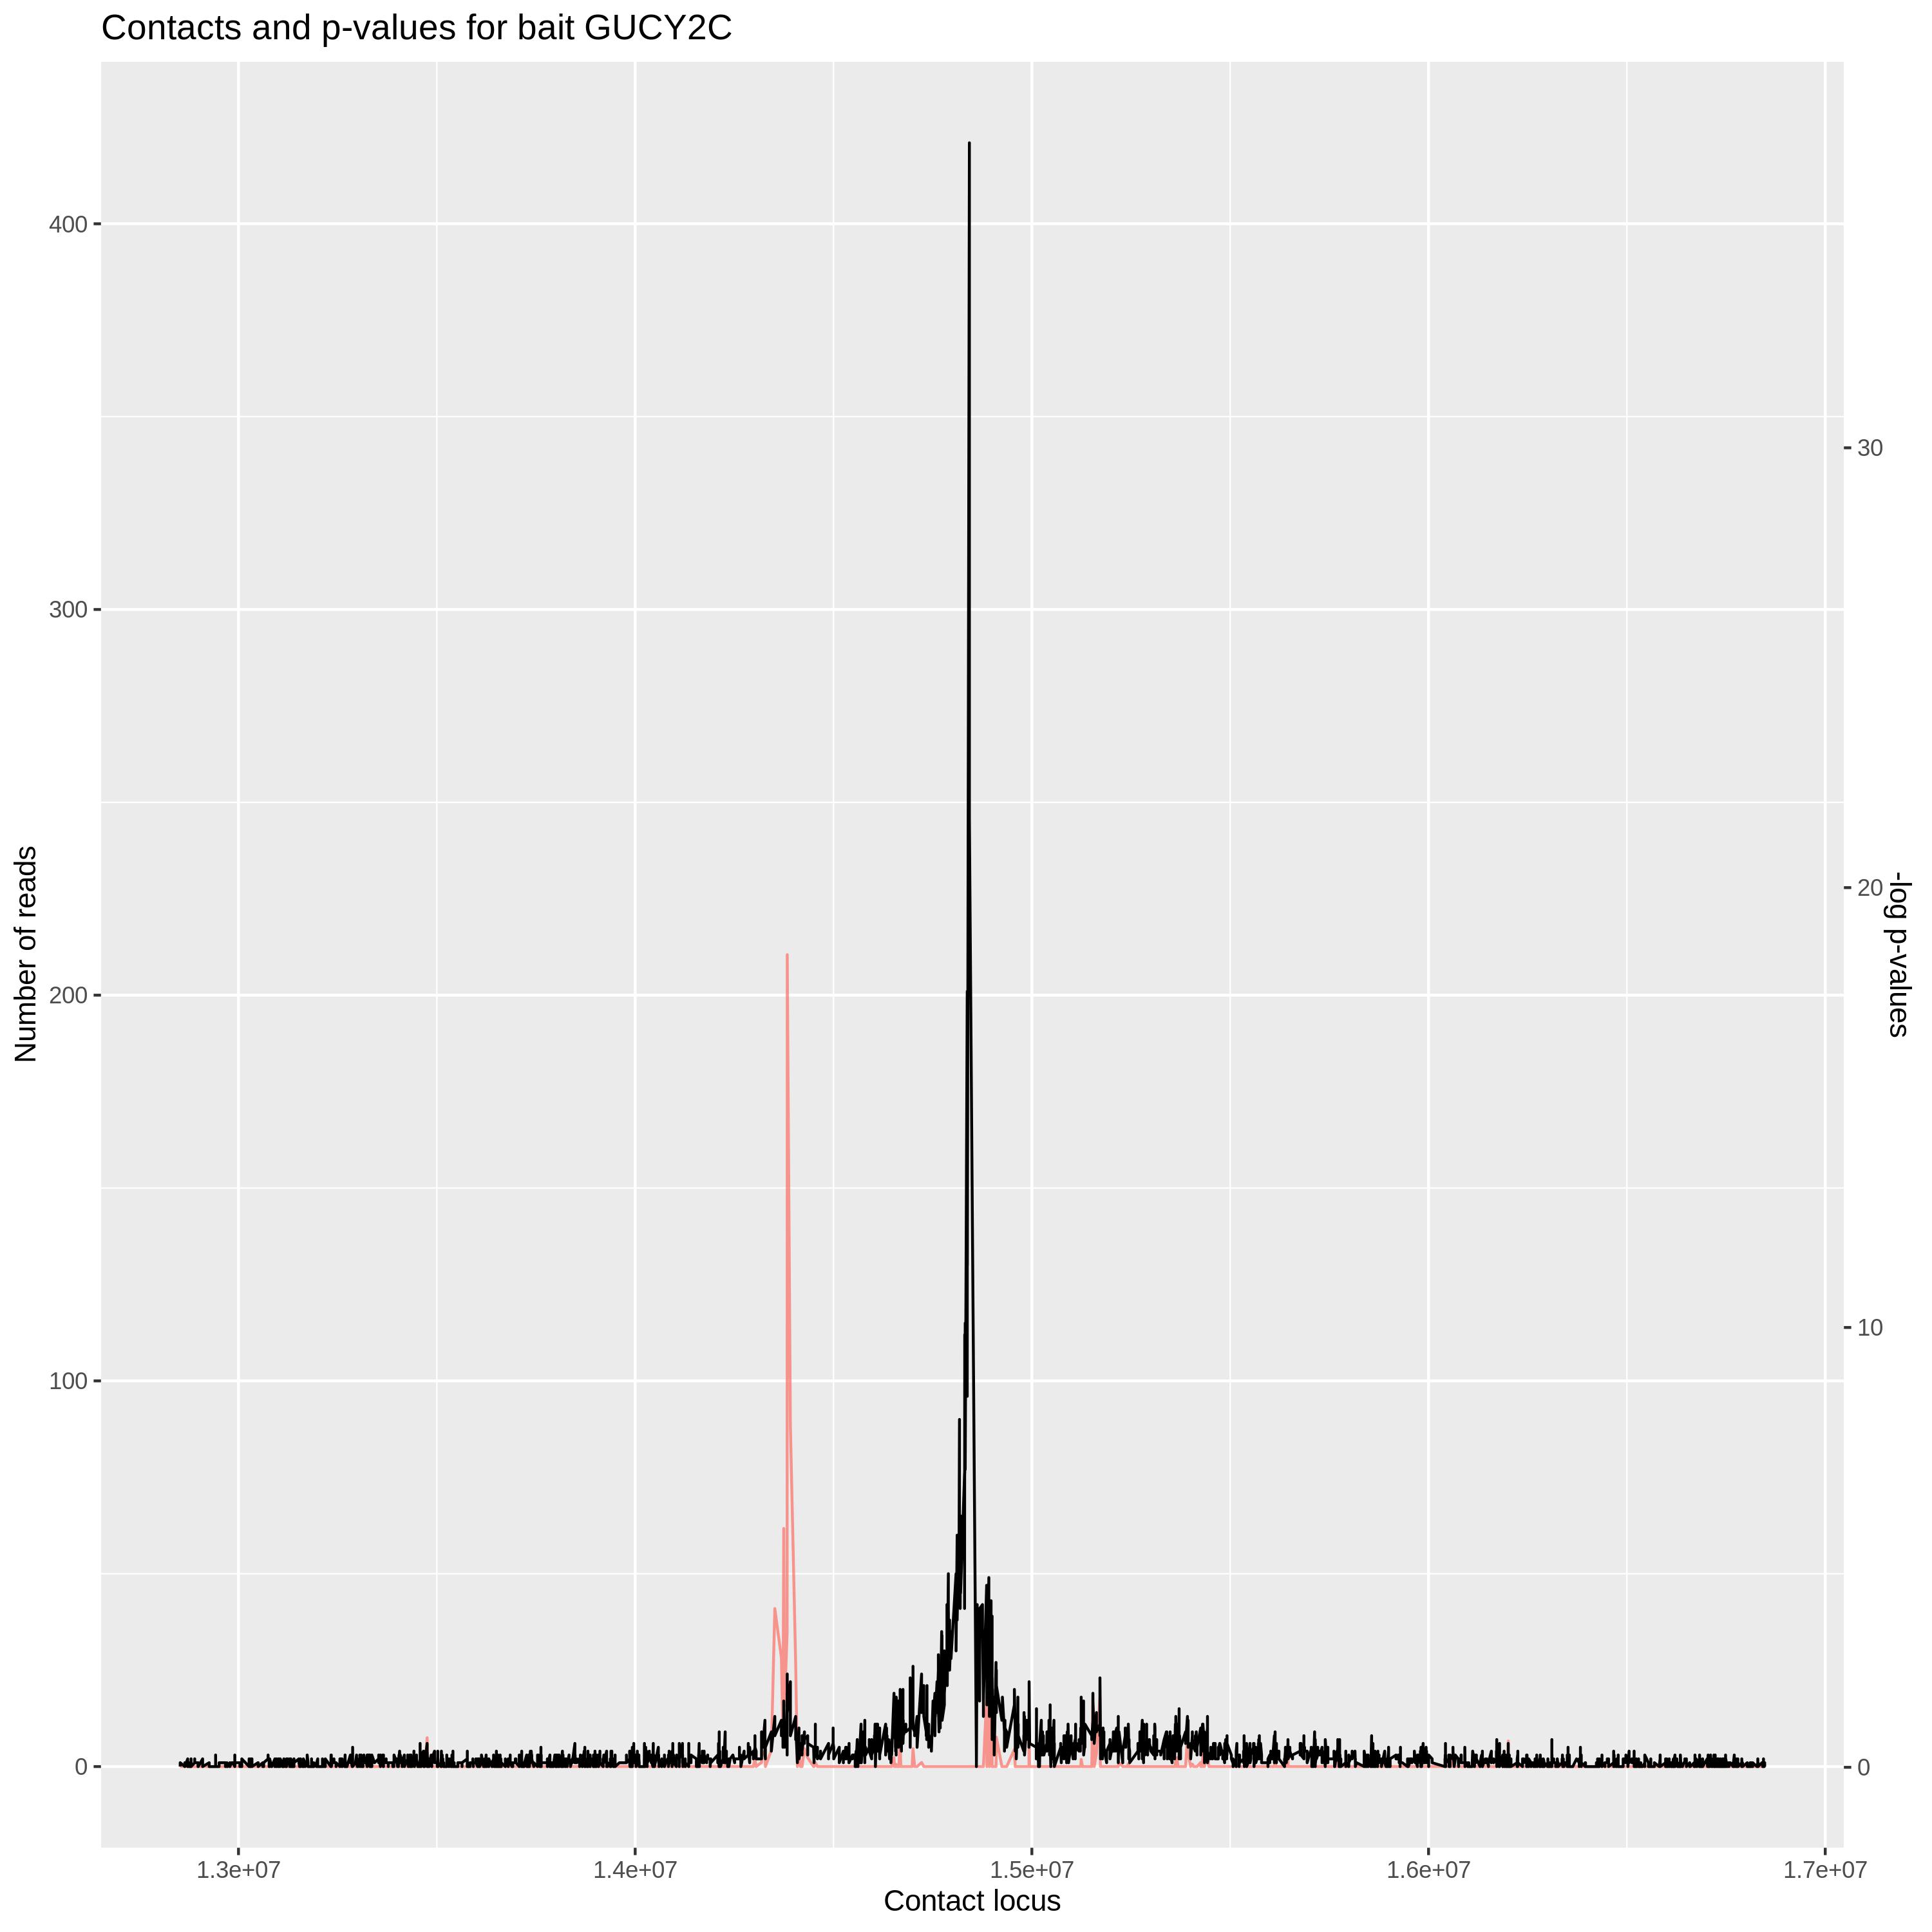 Contacts and p-values for bait GUCY2C
Number of reads
400
300
200
100
0
30
20
10
0
-log p-values
1.3e+07
1.4e+07
1.5e+07
1.6e+07
1.7e+07
Contact locus